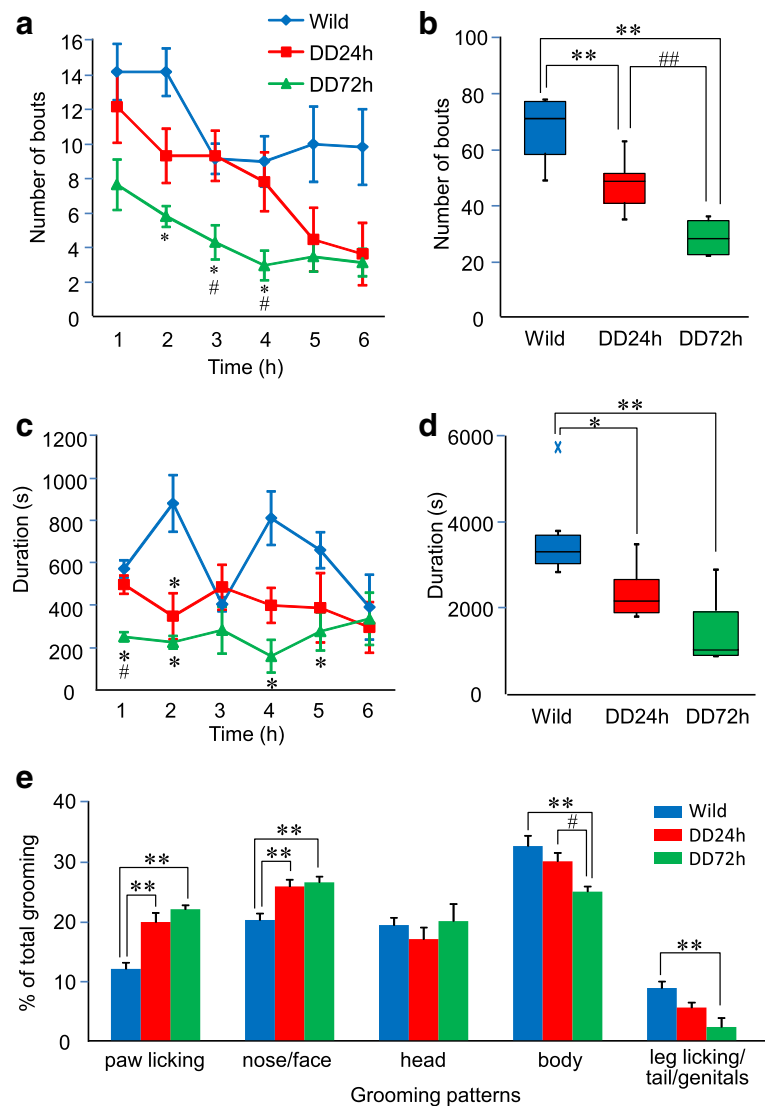 a
Wild
DD24h
DD72h
16
14
12
10
8
6
4
2
0
Number of bouts
*
*
#
*
#
1 2 3 4 5 6
Time (h)
b
100
80
60
40
20
0
Number of bouts
**
**
##
Wild DD24h DD72h
c
1200
1000
800
600
400
200
0
Duration (s)
*
*
#
*
*
*
1 2 3 4 5 6
Time (h)
d
6000
4000
2000
0
Duration (s)
**
*
Wild DD24h DD72h
e
40
30
20
10
0
% of total grooming
Wild
DD24h
DD72h
**
**
**
**
**
#
**
paw licking nose/face head body leg licking/
tail/genitals
Grooming patterns